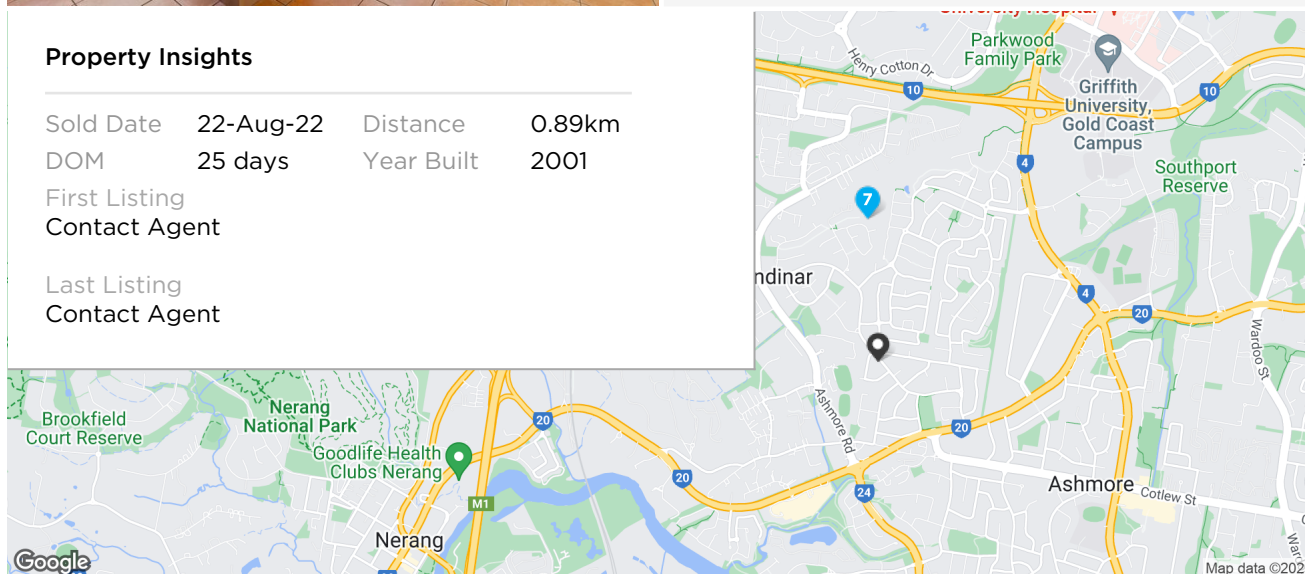 Property Insights
Sold Date 22-Aug-22 Distance 0.89km
DOM 25 days Year Built 2001
First Listing
Contact Agent
Last Listing
Contact Agent
University Hospital
Parkwood
Family Park
Henry Cotton Dr
10
10
Griffith
University,
Gold Coast
Campus
4
Southport
Reserve
7
ndinar
4
20
Wardoo St
Ashmore Rd
Brookfield
Court Reserve
Nerang
National Park
20
20
Goodlife Health
Clubs Nerang
20
24
Ashmore
Cotlew St
M1
Nerang
Google
Map data ©202